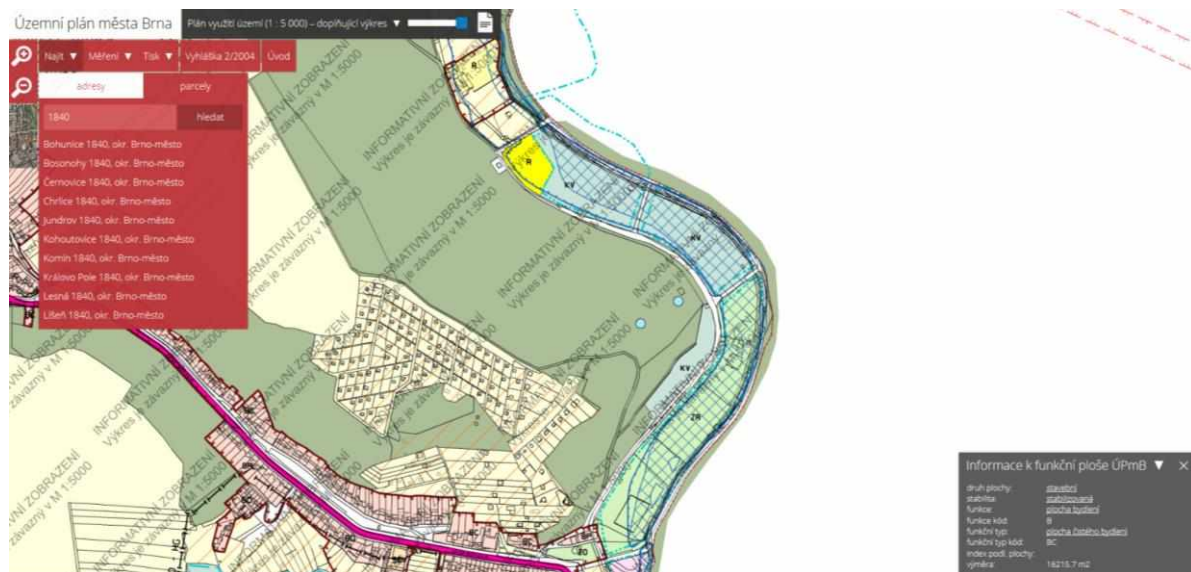 Územní plán města Brna
Plán využití území (1 : 5 000) – doplňující výkres ▼
Najít ▼ Měření ▼ Tisk ▼ Vyhláška 2/2004 Úvod
adresy parcely
1840 hledat
Bohunice 1840, okr. Brno-město
Bosonohy 1840, okr. Brno-město
Černovice 1840, okr. Brno-město
Chrlice 1840, okr. Brno-město
Jundrov 1840, okr. Brno-město
Kohoutovice 1840, okr. Brno-město
Komín 1840, okr. Brno-město
Královo Pole 1840, okr. Brno-město
Lesná 1840, okr. Brno-město
Líšeň 1840, okr. Brno-město
INFORMATIVNÍ ZOBRAZENÍ
Výkres je závazný v M 1:5000
R
R
KV
KV
KV
ZR
ZO
Informace k funkční ploše ÚPmB ▼ ×
druh plochy: stavební
stabilita: stabilizovaná
funkce: plocha bydlení
funkce kód: B
funkční typ: plocha čistého bydlení
funkční typ kód: BC
index podl. plochy:
výměra: 16215,7 m2